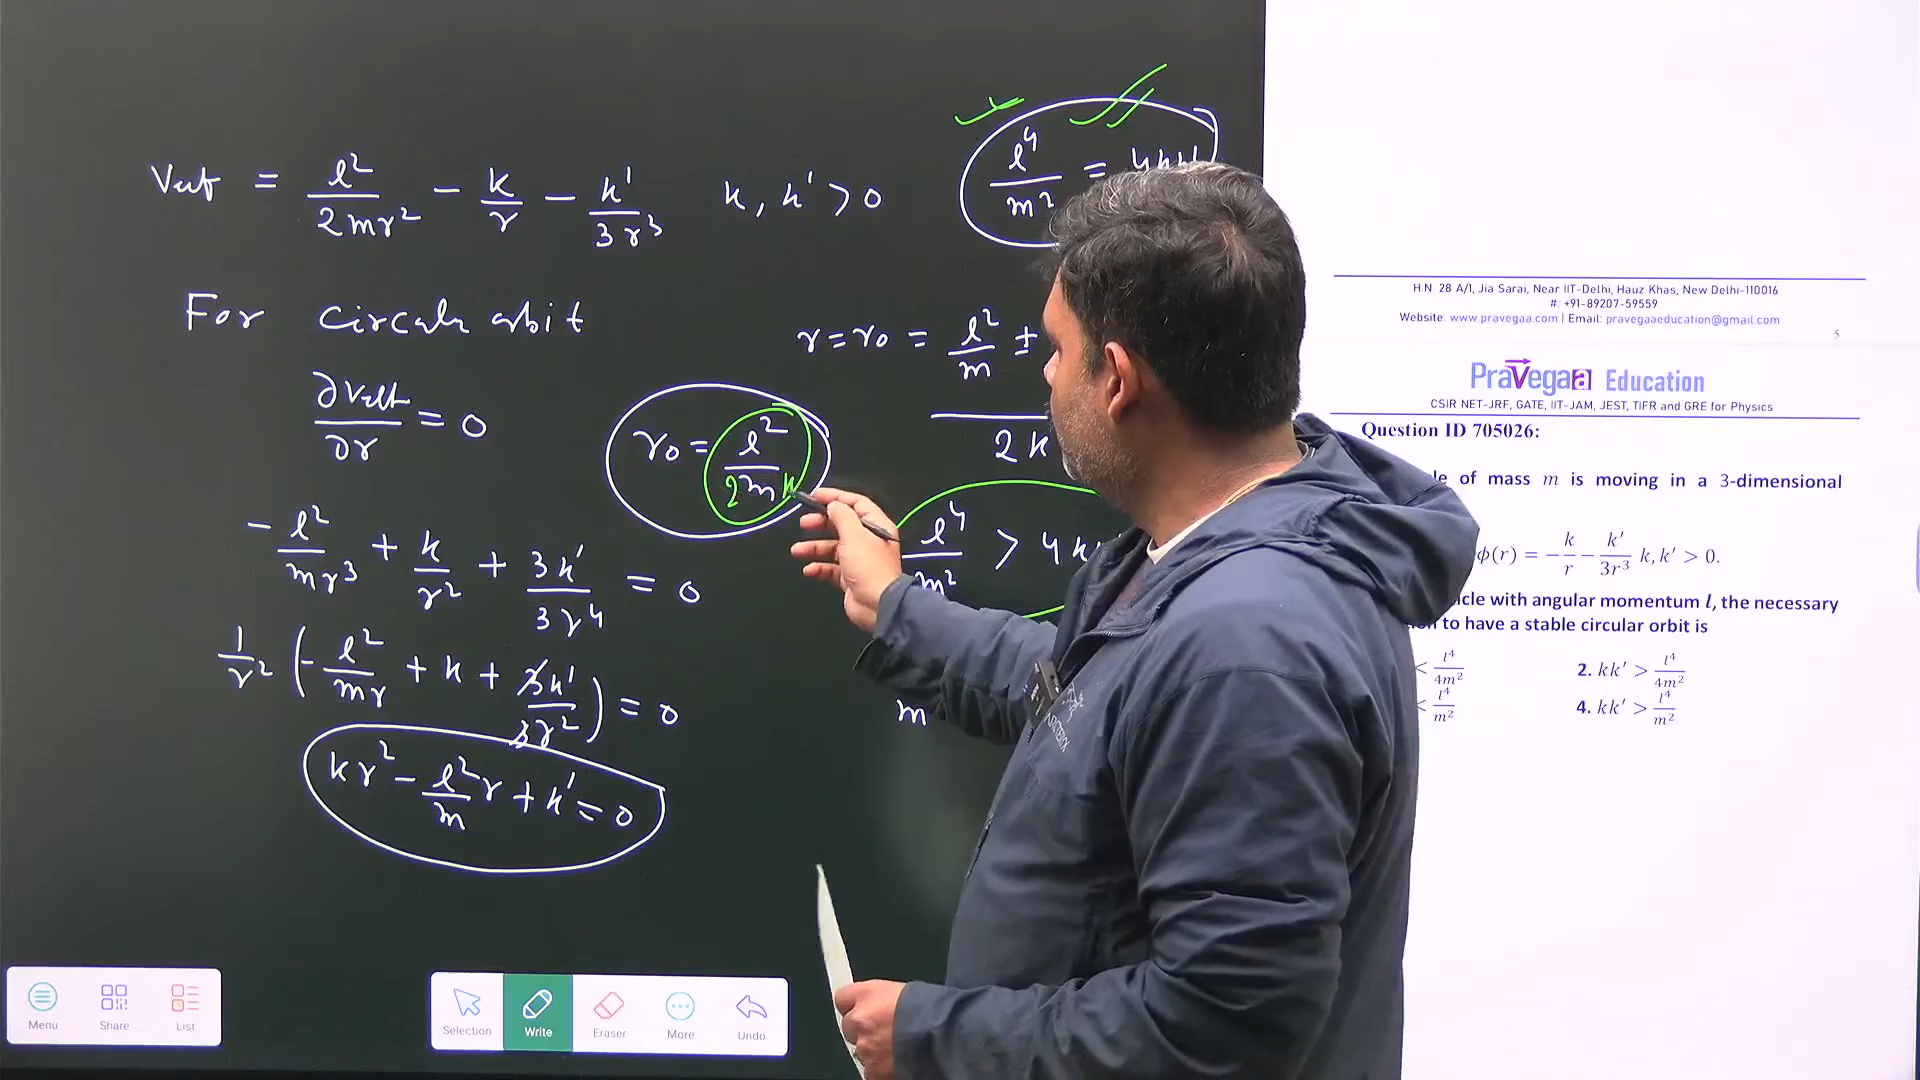 Veff = l²/2mr² - k/r - k'/3r³ k, k' > 0
For circular orbit
∂Veff/∂r = 0
-l²/mr³ + k/r² + 3k'/3r⁴ = 0
1/r² (-l²/mr + k + 3k'/3r²) = 0
kr² - l²/m r + k' = 0
r₀ = l²/2mk
l⁴/m² =
r = r₀ = l²/m ±
2k
l⁴/m² > 4k
m
Menu
Share
List
Selection
Write
Eraser
More
Undo
H.N. 28 A/1, Jia Sarai, Near IIT-Delhi, Hauz Khas, New Delhi-110016
#: +91-89207-59559
Website: www.pravegaa.com | Email: pravegaaeducation@gmail.com
5
Pravegaa Education
CSIR NET-JRF, GATE, IIT-JAM, JEST, TIFR and GRE for Physics
Question ID 705026:
of mass m is moving in a 3-dimensional
ϕ(r) = −k/r − k'/3r³ k, k' > 0.
with angular momentum l, the necessary
to have a stable circular orbit is
< l⁴/4m² 2. kk' > l⁴/4m²
< l⁴/m² 4. kk' > l⁴/m²